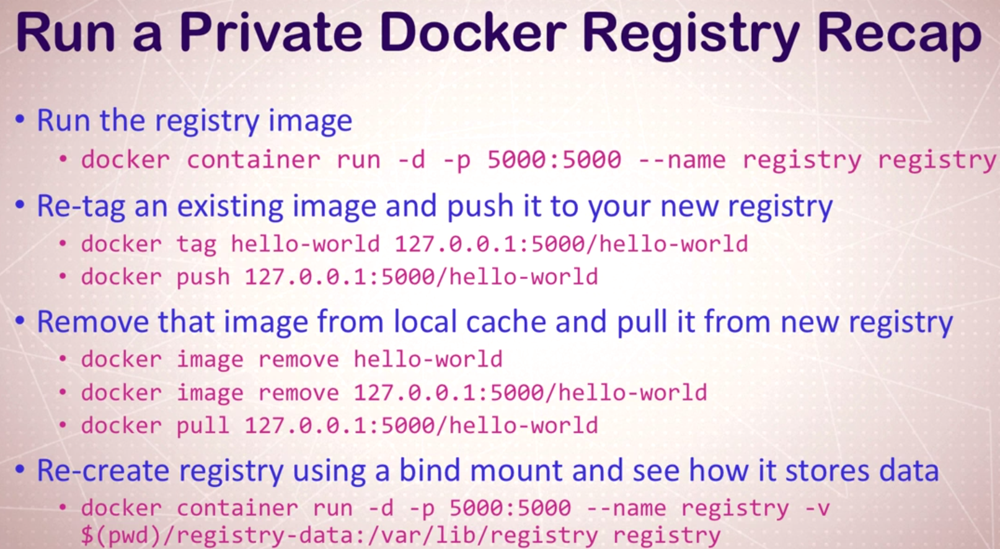 Run a Private Docker Registry Recap
• Run the registry image
• docker container run -d -p 5000:5000 --name registry registry
• Re-tag an existing image and push it to your new registry
• docker tag hello-world 127.0.0.1:5000/hello-world
• docker push 127.0.0.1:5000/hello-world
• Remove that image from local cache and pull it from new registry
• docker image remove hello-world
• docker image remove 127.0.0.1:5000/hello-world
• docker pull 127.0.0.1:5000/hello-world
• Re-create registry using a bind mount and see how it stores data
• docker container run -d -p 5000:5000 --name registry -v
$(pwd)/registry-data:/var/lib/registry registry